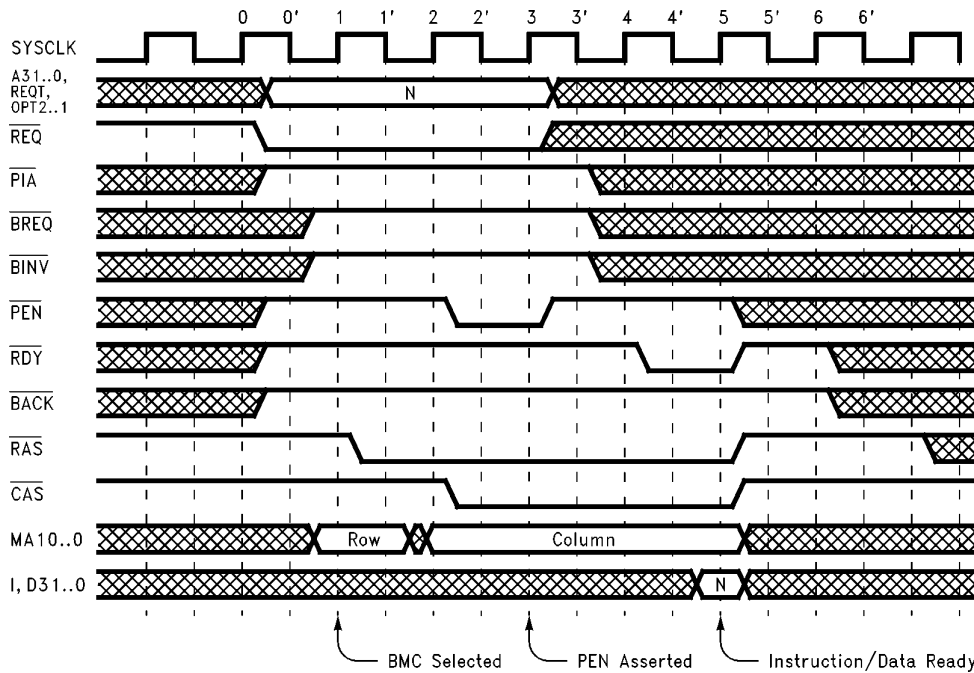 0 0' 1 1' 2 2' 3 3' 4 4' 5 5' 6 6'
SYSCLK
A31..0,
REQT,
OPT2..1
N
REQ
PIA
BREQ
BINV
PEN
RDY
BACK
RAS
CAS
MA10..0 Row Column
I, D31..0 N
BMC Selected PEN Asserted Instruction/Data Ready